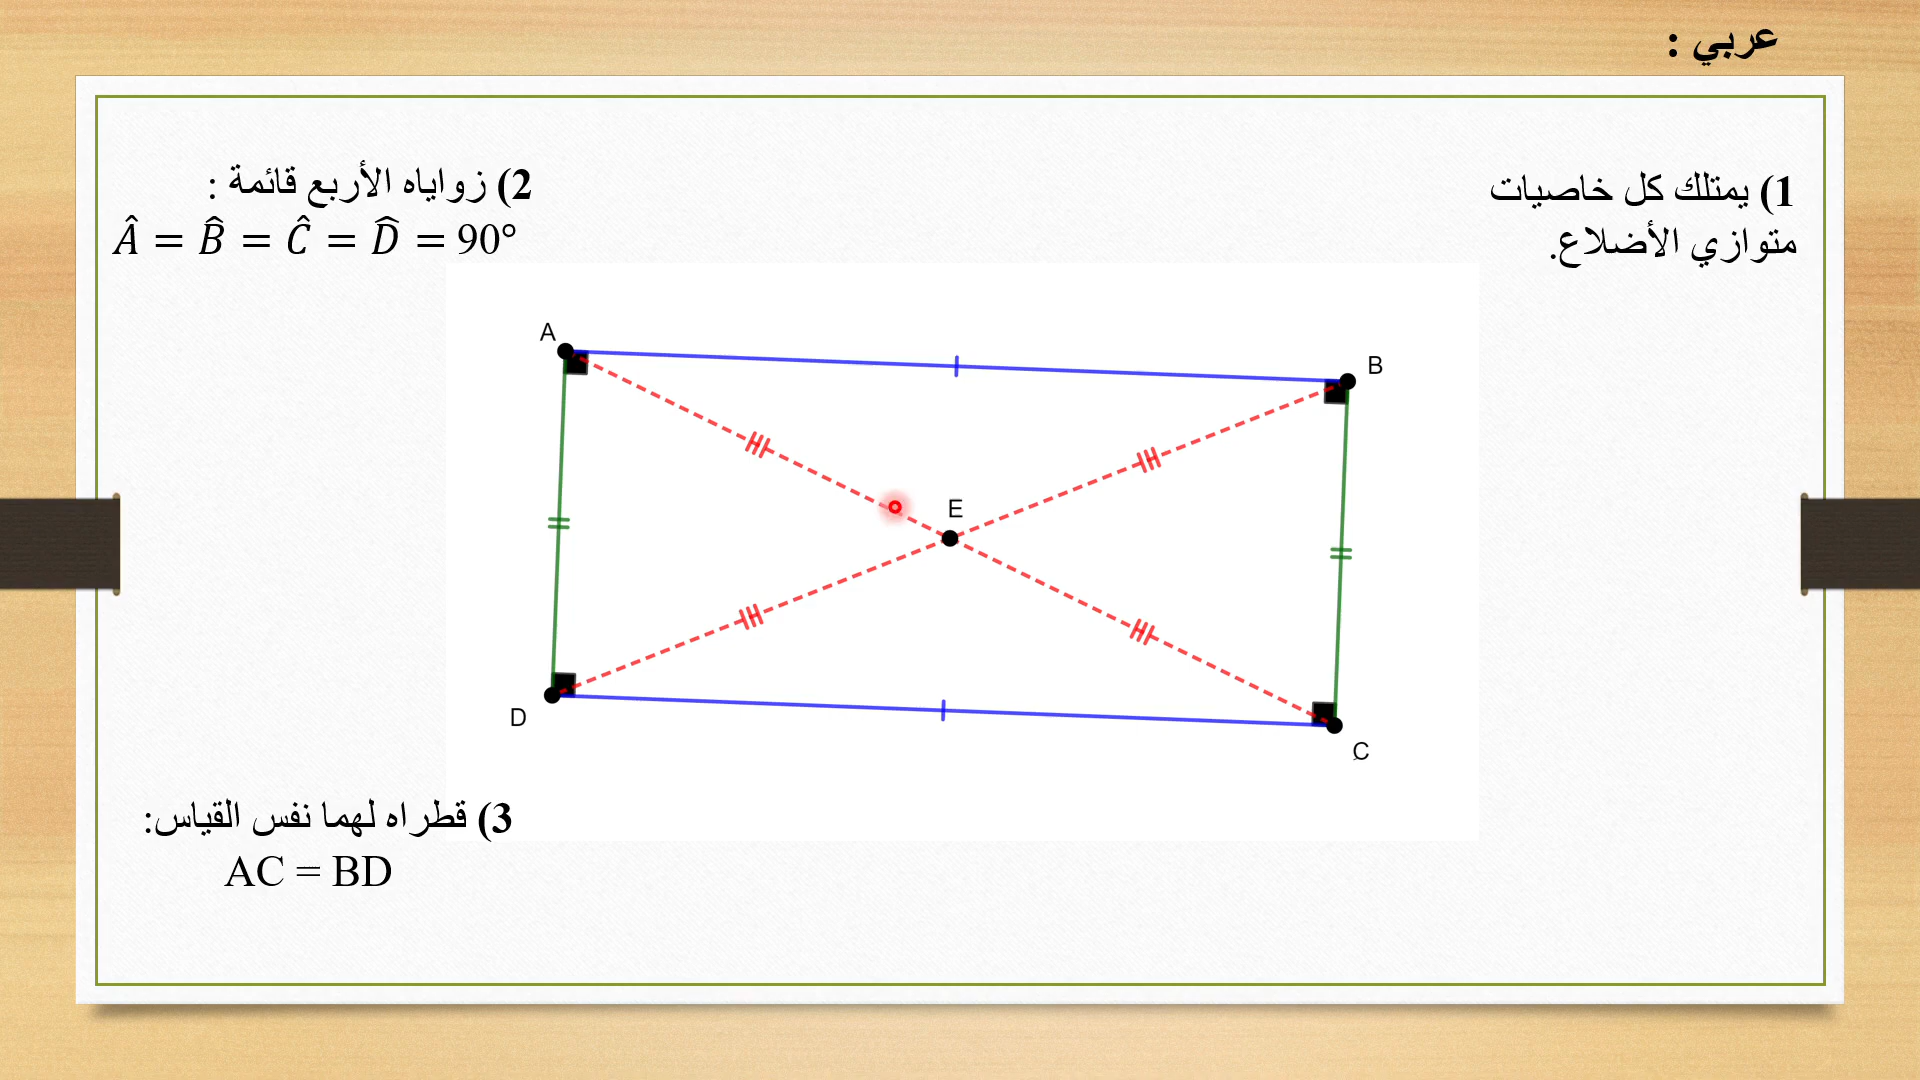 عربي :
1) يمتلك كل خاصيات
متوازي الأضلاع.
2) زواياه الأربع قائمة :
Â = B̂ = Ĉ = D̂ = 90°
A
B
E
D
C
3) قطراه لهما نفس القياس:
AC = BD